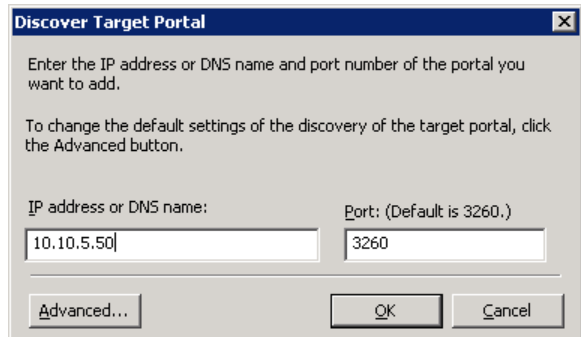 Discover Target Portal
Enter the IP address or DNS name and port number of the portal you
want to add.
To change the default settings of the discovery of the target portal, click
the Advanced button.
IP address or DNS name:
Port: (Default is 3260.)
10.10.5.50
3260
Advanced...
OK
Cancel